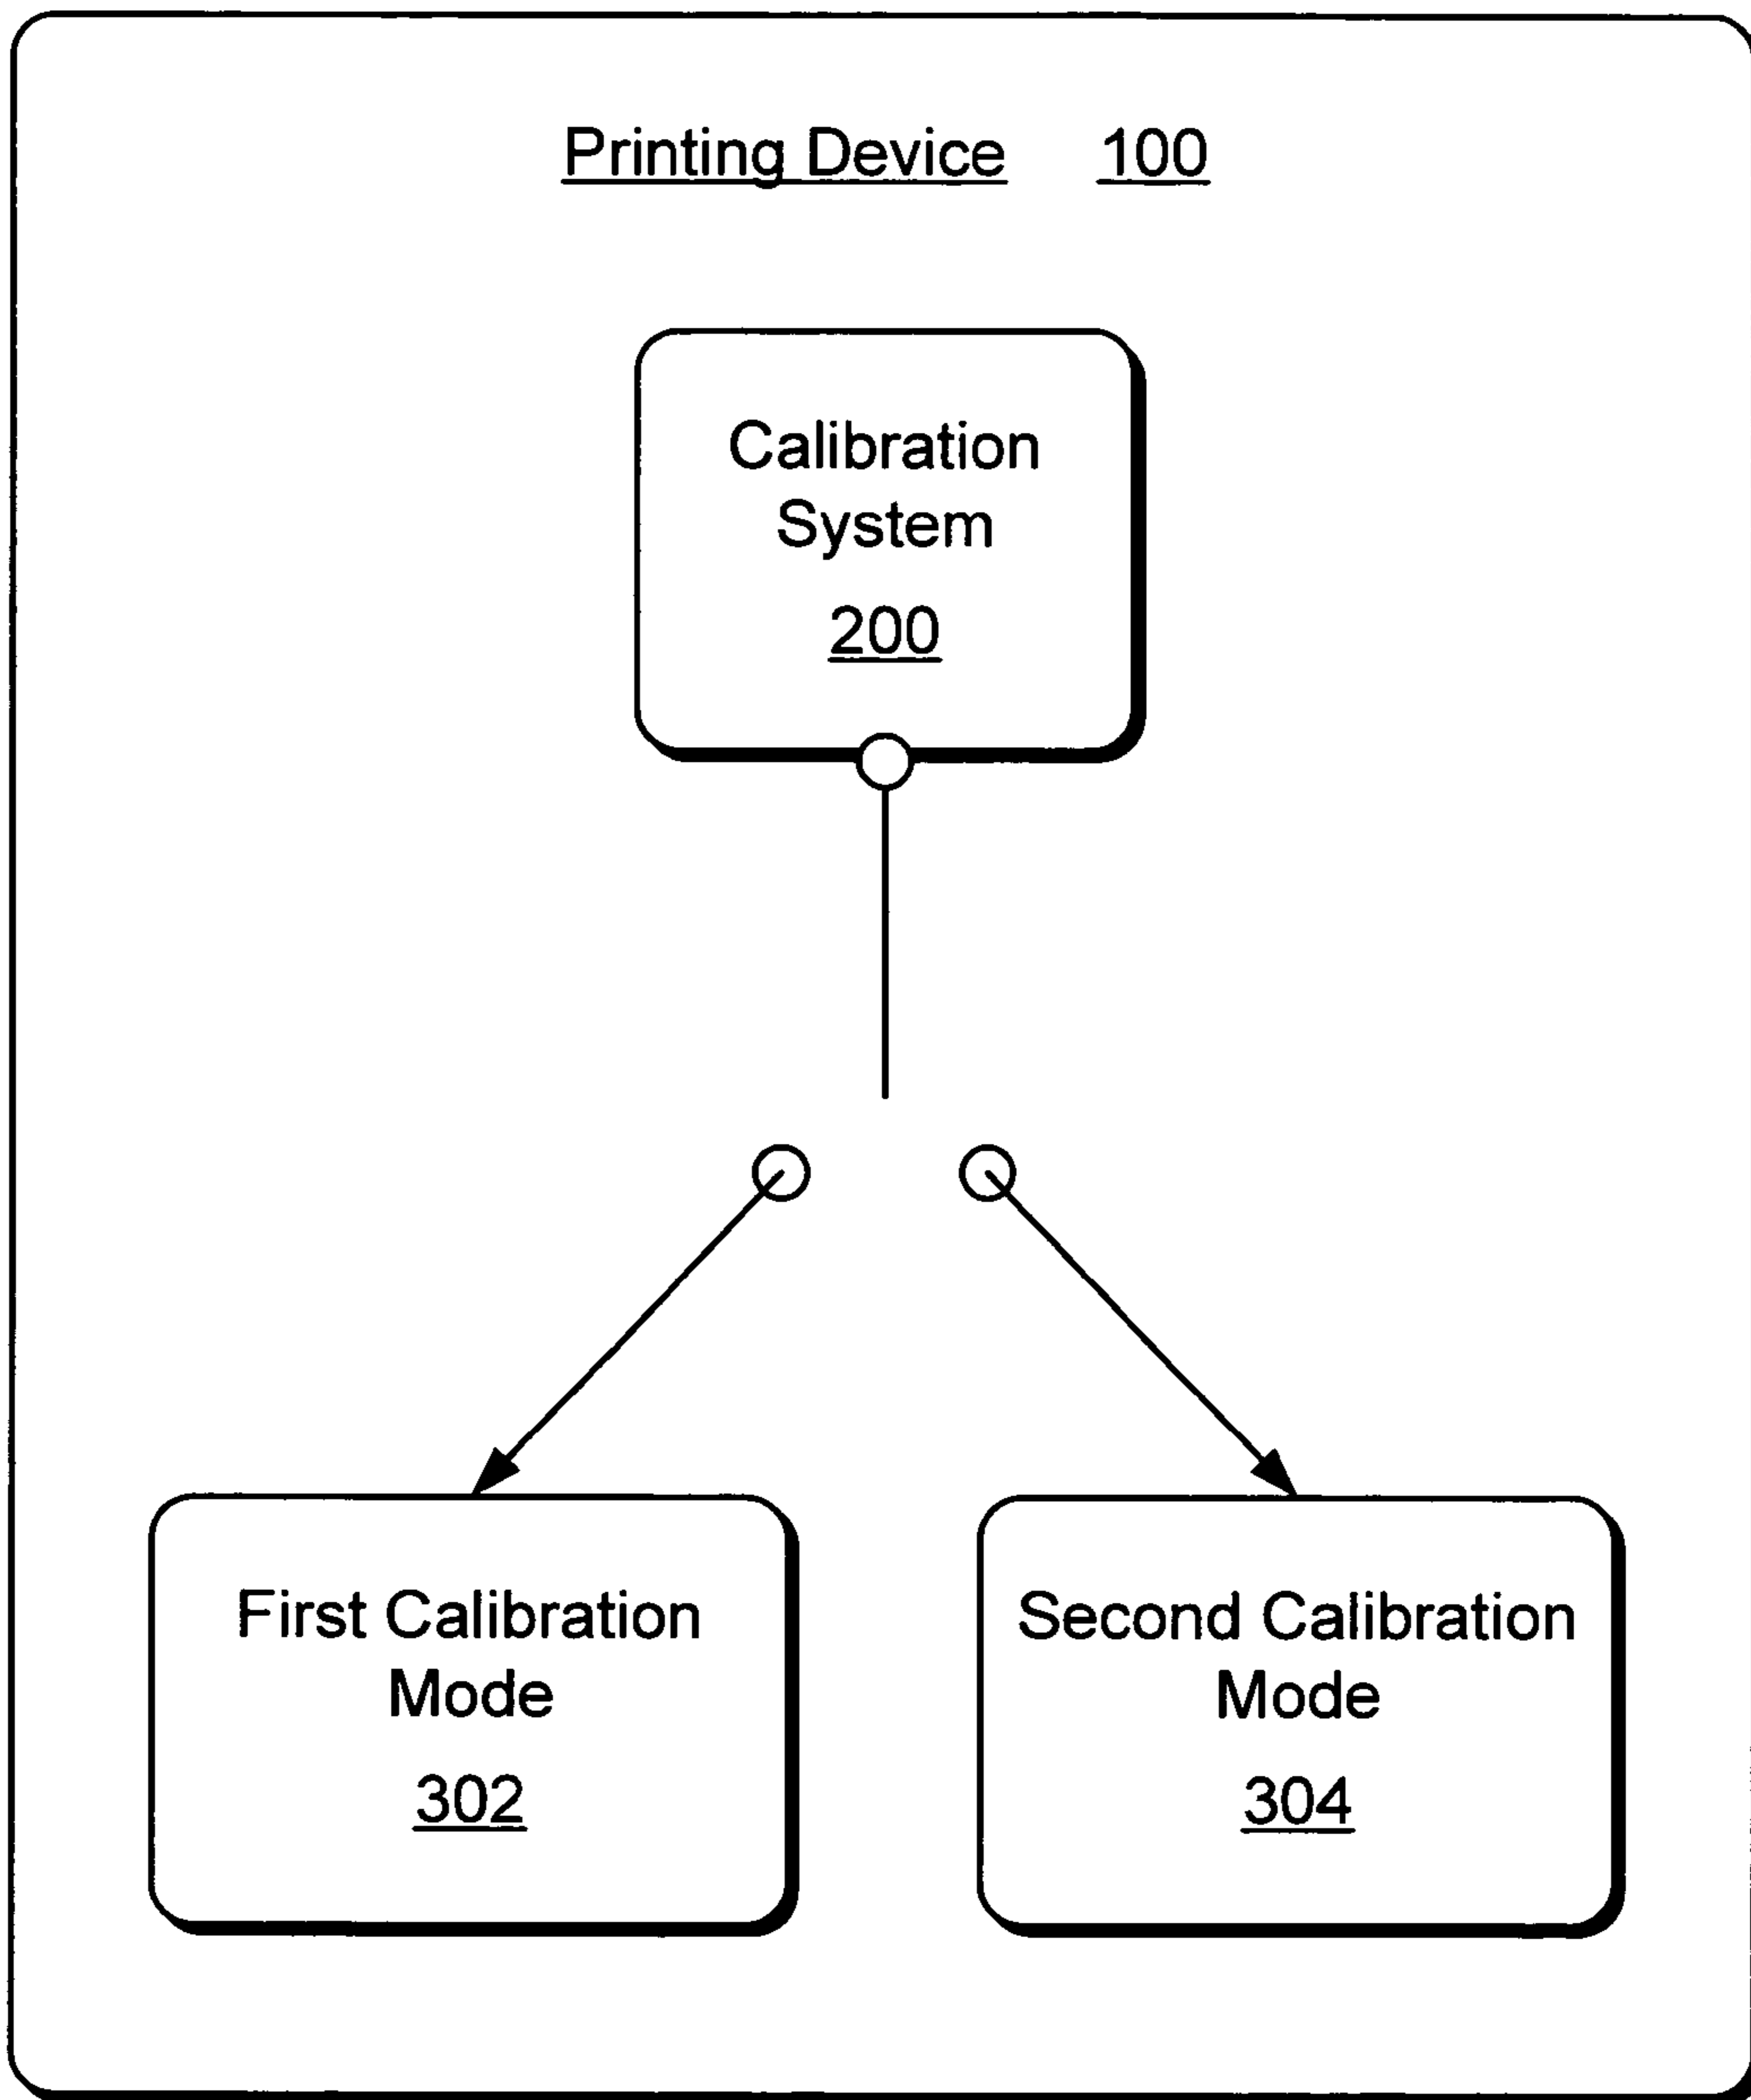 Printing Device 100
Calibration
System
200
First Calibration
Mode
302
Second Calibration
Mode
304